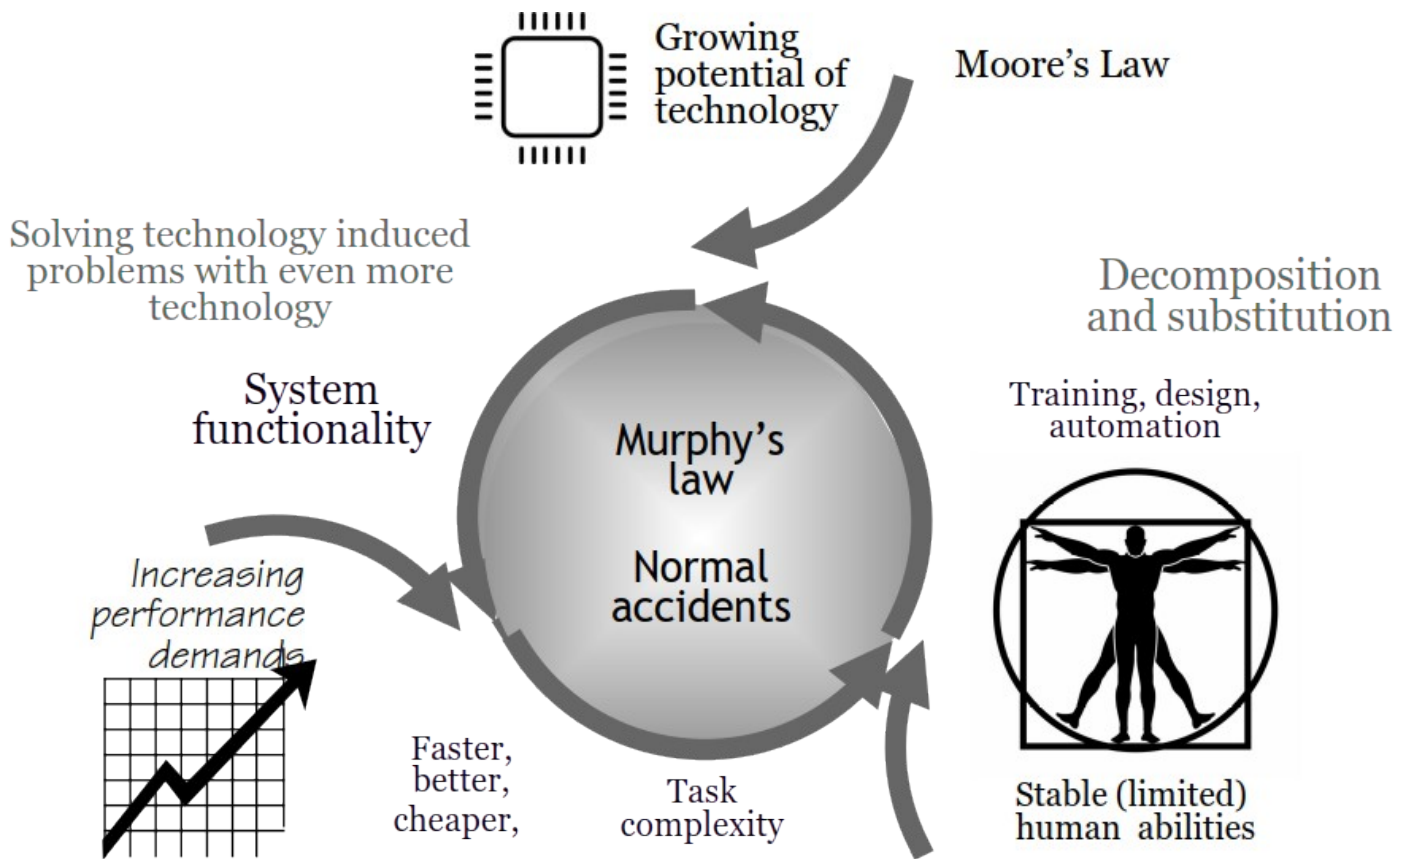 Growing
potential of
technology
Moore's Law
Solving technology induced
problems with even more
technology
Decomposition
and substitution
System
functionality
Training, design,
automation
Murphy's
law
Normal
accidents
Increasing
performance
demands
Faster,
better,
cheaper,
Task
complexity
Stable (limited)
human abilities